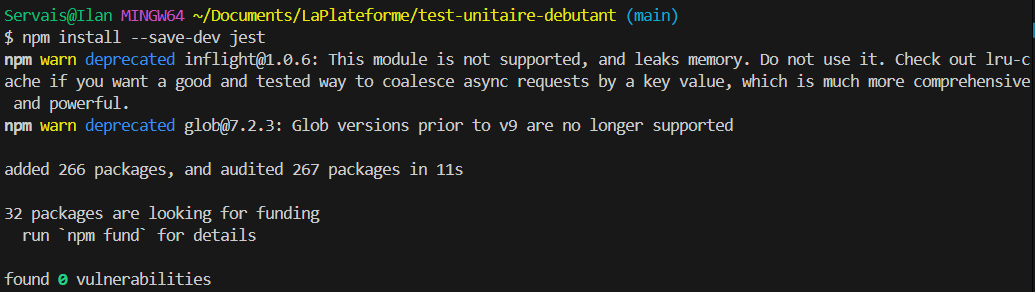 Servais@Ilan MINGW64 ~/Documents/LaPlateforme/test-unitaire-debutant (main)
$ npm install --save-dev jest
npm warn deprecated inflight@1.0.6: This module is not supported, and leaks memory. Do not use it. Check out lru-c
ache if you want a good and tested way to coalesce async requests by a key value, which is much more comprehensive
 and powerful.
npm warn deprecated glob@7.2.3: Glob versions prior to v9 are no longer supported
added 266 packages, and audited 267 packages in 11s
32 packages are looking for funding
  run `npm fund` for details
found 0 vulnerabilities